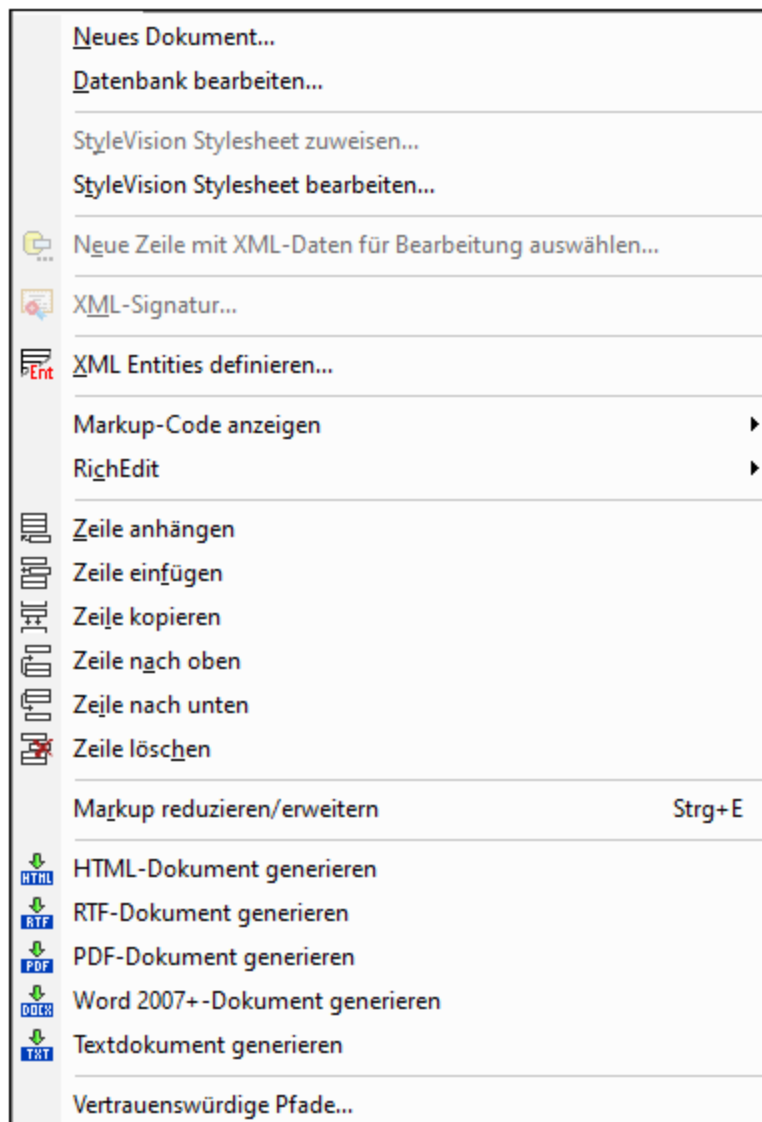 Neues Dokument...
Datenbank bearbeiten...
StyleVision Stylesheet zuweisen...
StyleVision Stylesheet bearbeiten...
Neue Zeile mit XML-Daten für Bearbeitung auswählen...
XML-Signatur...
Ent XML Entities definieren...
Markup-Code anzeigen
RichEdit
Zeile anhängen
Zeile einfügen
Zeile kopieren
Zeile nach oben
Zeile nach unten
Zeile löschen
Markup reduzieren/erweitern Strg+E
HTML HTML-Dokument generieren
RTF RTF-Dokument generieren
PDF PDF-Dokument generieren
DOCX Word 2007+-Dokument generieren
TXT Textdokument generieren
Vertrauenswürdige Pfade...